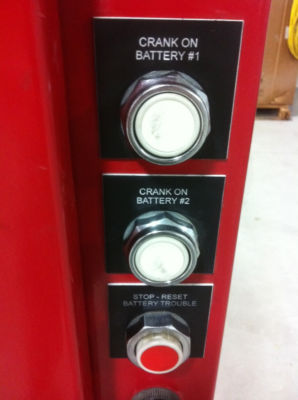 CRANK ON
BATTERY #1
CRANK ON
BATTERY #2
STOP - RESET
BATTERY TROUBLE